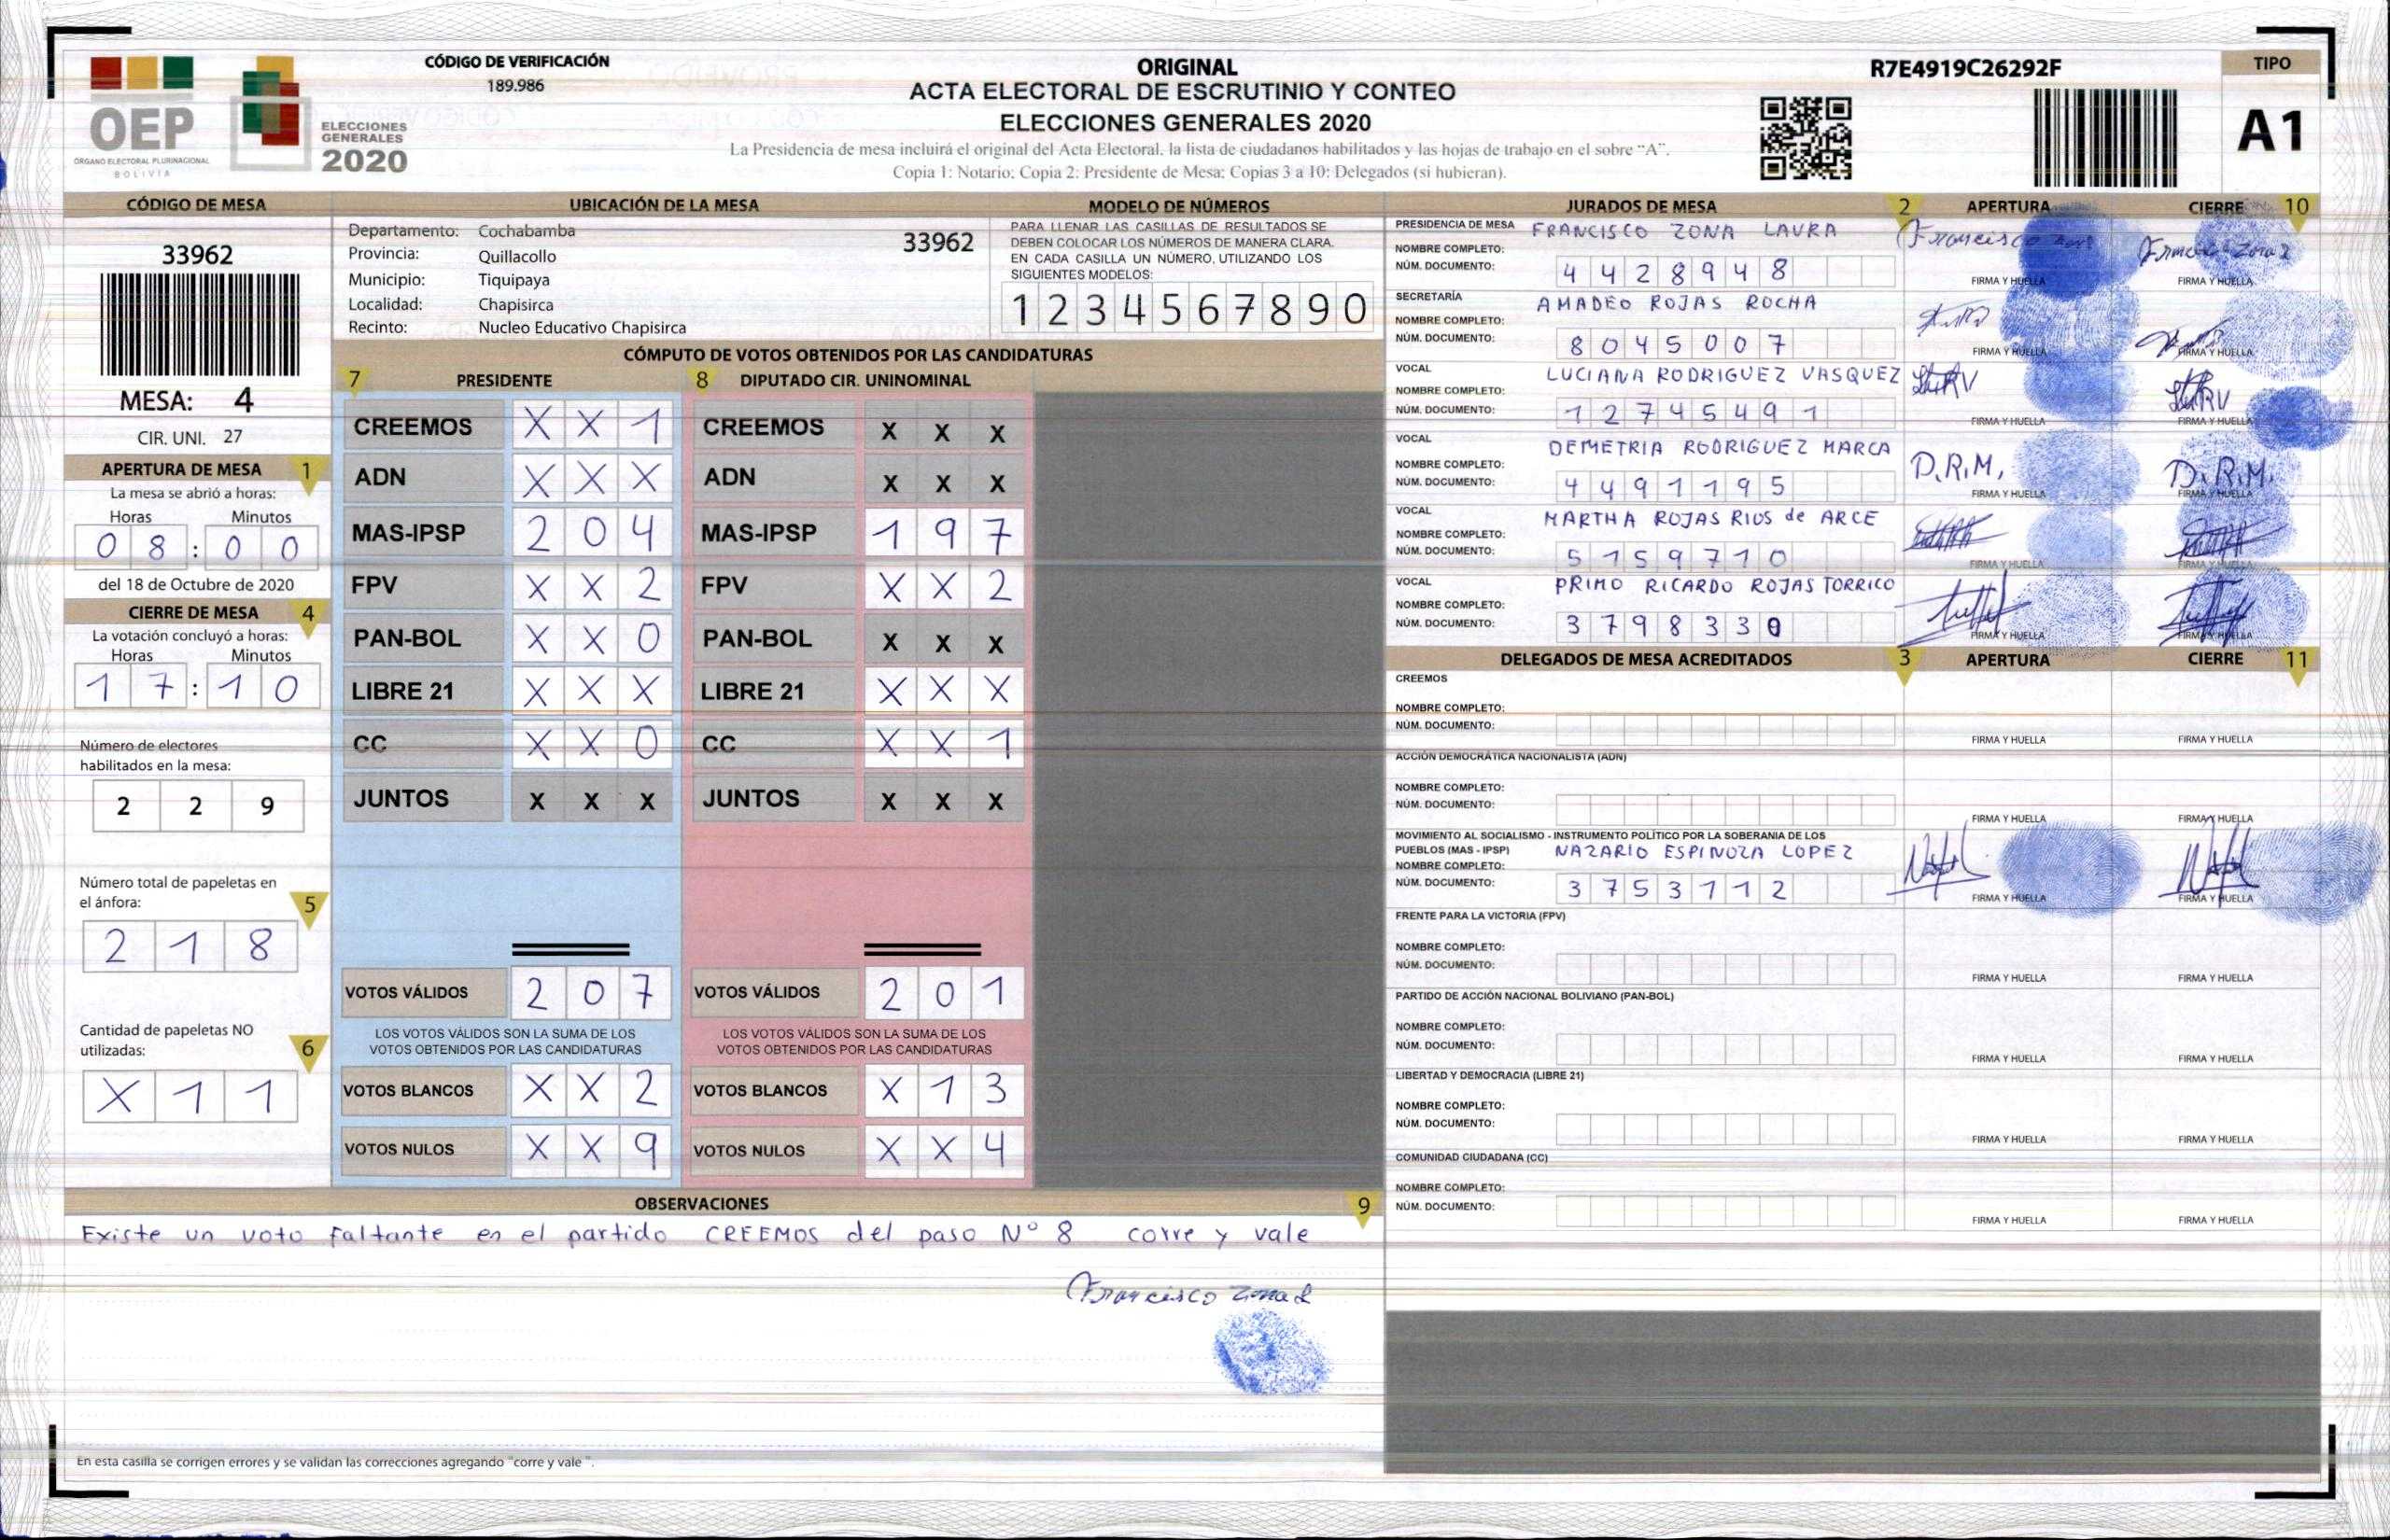 CÓDIGO DE VERIFICACIÓN
189.986
OEP
ÓRGANO ELECTORAL PLURINACIONAL
BOLIVIA
ELECCIONES
GENERALES
2020
ORIGINAL
ACTA ELECTORAL DE ESCRUTINIO Y CONTEO
ELECCIONES GENERALES 2020
La Presidencia de mesa incluirá el original del Acta Electoral, la lista de ciudadanos habilitados y las hojas de trabajo en el sobre "A".
Copia 1: Notario; Copia 2: Presidente de Mesa; Copias 3 a 10: Delegados (si hubieran).
R7E4919C26292F
TIPO
A1
CÓDIGO DE MESA
33962
MESA: 4
CIR. UNI. 27
APERTURA DE MESA 1
La mesa se abrió a horas:
Horas Minutos
0 8 : 0 0
del 18 de Octubre de 2020
CIERRE DE MESA 4
La votación concluyó a horas:
Horas Minutos
1 7 : 1 0
Número de electores
habilitados en la mesa:
2 2 9
Número total de papeletas en
el ánfora: 5
2 1 8
Cantidad de papeletas NO
utilizadas: 6
X 1 1
UBICACIÓN DE LA MESA
Departamento: Cochabamba
Provincia: Quillacollo
Municipio: Tiquipaya
Localidad: Chapisirca
Recinto: Nucleo Educativo Chapisirca
33962
MODELO DE NÚMEROS
PARA LLENAR LAS CASILLAS DE RESULTADOS SE
DEBEN COLOCAR LOS NÚMEROS DE MANERA CLARA.
EN CADA CASILLA UN NÚMERO, UTILIZANDO LOS
SIGUIENTES MODELOS:
1 2 3 4 5 6 7 8 9 0
CÓMPUTO DE VOTOS OBTENIDOS POR LAS CANDIDATURAS
7 PRESIDENTE 8 DIPUTADO CIR. UNINOMINAL
CREEMOS X X 1 CREEMOS X X X
ADN X X X ADN X X X
MAS-IPSP 2 0 4 MAS-IPSP 1 9 7
FPV X X 2 FPV X X 2
PAN-BOL X X 0 PAN-BOL X X X
LIBRE 21 X X X LIBRE 21 X X X
CC X X 0 CC X X 1
JUNTOS X X X JUNTOS X X X
VOTOS VÁLIDOS 2 0 7 VOTOS VÁLIDOS 2 0 1
LOS VOTOS VÁLIDOS SON LA SUMA DE LOS LOS VOTOS VÁLIDOS SON LA SUMA DE LOS
VOTOS OBTENIDOS POR LAS CANDIDATURAS VOTOS OBTENIDOS POR LAS CANDIDATURAS
VOTOS BLANCOS X X 2 VOTOS BLANCOS X 1 3
VOTOS NULOS X X 9 VOTOS NULOS X X 4
OBSERVACIONES 9
Existe un voto faltante en el partido CREEMOS del paso N° 8 corre y vale
Francisco Zona L
En esta casilla se corrigen errores y se validan las correcciones agregando "corre y vale ".
JURADOS DE MESA 2 APERTURA CIERRE 10
PRESIDENCIA DE MESA FRANCISCO ZONA LAURA
NOMBRE COMPLETO:
NÚM. DOCUMENTO: 4 4 2 8 9 4 8
FIRMA Y HUELLA FIRMA Y HUELLA
SECRETARÍA AMADEO ROJAS ROCHA
NOMBRE COMPLETO:
NÚM. DOCUMENTO: 8 0 4 5 0 0 7
FIRMA Y HUELLA FIRMA Y HUELLA
VOCAL LUCIANA RODRIGUEZ VASQUEZ
NOMBRE COMPLETO:
NÚM. DOCUMENTO: 1 2 7 4 5 4 9 1
FIRMA Y HUELLA FIRMA Y HUELLA
VOCAL DEMETRIA RODRIGUEZ MARCA
NOMBRE COMPLETO: D.R.M. D.R.M.
NÚM. DOCUMENTO: 4 4 9 1 1 9 5
FIRMA Y HUELLA FIRMA Y HUELLA
VOCAL MARTHA ROJAS RIOS de ARCE
NOMBRE COMPLETO:
NÚM. DOCUMENTO: 5 1 5 9 7 1 0
FIRMA Y HUELLA FIRMA Y HUELLA
VOCAL PRIMO RICARDO ROJAS TORRICO
NOMBRE COMPLETO:
NÚM. DOCUMENTO: 3 7 9 8 3 3 0
FIRMA Y HUELLA FIRMA Y HUELLA
DELEGADOS DE MESA ACREDITADOS 3 APERTURA CIERRE 11
CREEMOS
NOMBRE COMPLETO:
NÚM. DOCUMENTO:
FIRMA Y HUELLA FIRMA Y HUELLA
ACCIÓN DEMOCRÁTICA NACIONALISTA (ADN)
NOMBRE COMPLETO:
NÚM. DOCUMENTO:
FIRMA Y HUELLA FIRMA Y HUELLA
MOVIMIENTO AL SOCIALISMO - INSTRUMENTO POLÍTICO POR LA SOBERANIA DE LOS
PUEBLOS (MAS - IPSP) NAZARIO ESPINOZA LOPEZ
NOMBRE COMPLETO:
NÚM. DOCUMENTO: 3 7 5 3 1 1 2
FIRMA Y HUELLA FIRMA Y HUELLA
FRENTE PARA LA VICTORIA (FPV)
NOMBRE COMPLETO:
NÚM. DOCUMENTO:
FIRMA Y HUELLA FIRMA Y HUELLA
PARTIDO DE ACCIÓN NACIONAL BOLIVIANO (PAN-BOL)
NOMBRE COMPLETO:
NÚM. DOCUMENTO:
FIRMA Y HUELLA FIRMA Y HUELLA
LIBERTAD Y DEMOCRACIA (LIBRE 21)
NOMBRE COMPLETO:
NÚM. DOCUMENTO:
FIRMA Y HUELLA FIRMA Y HUELLA
COMUNIDAD CIUDADANA (CC)
NOMBRE COMPLETO:
NÚM. DOCUMENTO:
FIRMA Y HUELLA FIRMA Y HUELLA